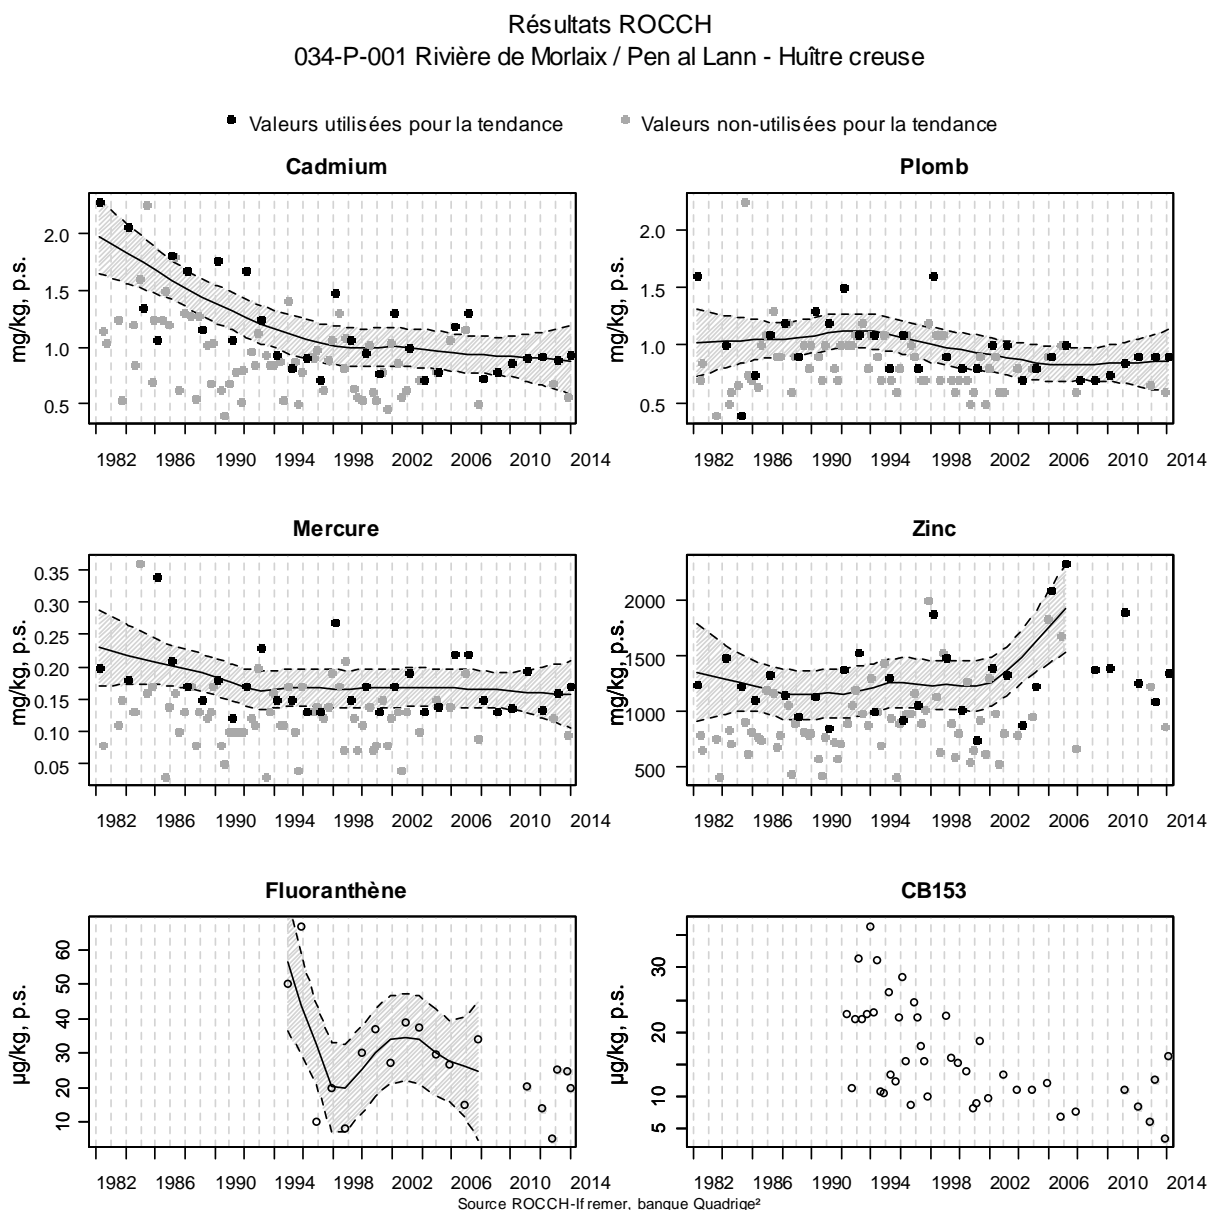 Résultats ROCCH
034-P-001 Rivière de Morlaix / Pen al Lann - Huître creuse
Valeurs utilisées pour la tendance
Valeurs non-utilisées pour la tendance
Cadmium
mg/kg, p.s.
2.0
1.5
1.0
0.5
1982 1986 1990 1994 1998 2002 2006 2010 2014
Plomb
mg/kg, p.s.
2.0
1.5
1.0
0.5
1982 1986 1990 1994 1998 2002 2006 2010 2014
Mercure
mg/kg, p.s.
0.35
0.30
0.25
0.20
0.15
0.10
0.05
1982 1986 1990 1994 1998 2002 2006 2010 2014
Zinc
mg/kg, p.s.
2000
1500
1000
500
1982 1986 1990 1994 1998 2002 2006 2010 2014
Fluoranthène
µg/kg, p.s.
60
50
40
30
20
10
1982 1986 1990 1994 1998 2002 2006 2010 2014
CB153
µg/kg, p.s.
30
20
10
5
1982 1986 1990 1994 1998 2002 2006 2010 2014
Source ROCCH-Ifremer, banque Quadrige²